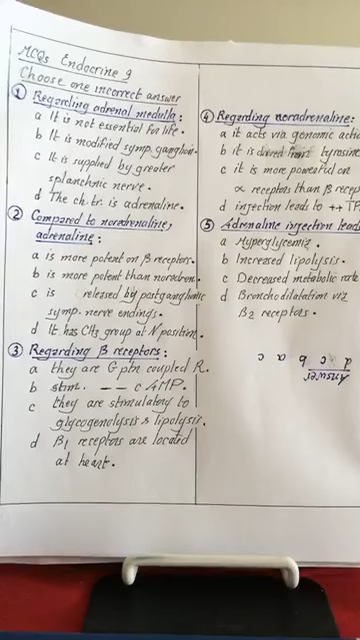 MCQs Endocrine 9
Choose one incorrect answer
① Regarding adrenal medulla:
a It is not essential for life.
b It is modified symp. ganglion.
c It is supplied by greater
splanchnic nerve.
d The ch. tr. is adrenaline.
② Compared to noradrenaline,
adrenaline:
a is more potent on β receptors.
b is more potent than noradren.
c is released by postganglionic
symp. nerve endings.
d It has CH3 group at N position.
③ Regarding β receptors:
a they are G ptn coupled R.
b stim. — — c AMP.
c they are stimulatory to
glycogenolysis & lipolysis.
d β1 receptors are located
at heart.
④ Regarding noradrenaline:
a it acts via genomic acti
b it is from tyrosine
c it is more powerful on
α receptors than β recep
d injection leads to ++ TP
⑤ Adrenaline injection lead
a Hyperglycemia.
b Increased lipolysis.
c Decreased metabolic rate
d Bronchodilatation via
β2 receptors.
Answer
d c b a c